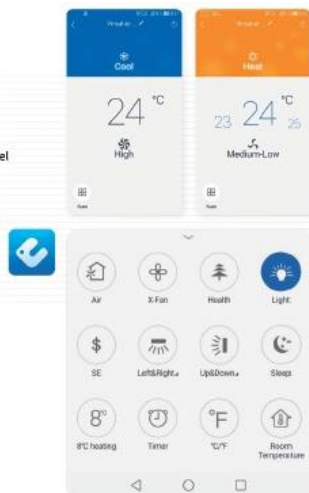 Cool
Heat
24 °C
High
23 24 °C 25
Medium-Low
el
Air
X-Fan
Health
Light
$
SE
Left&Right
Up&Down
Sleep
8°
8℃ heating
Timer
°F
℃/℉
Room
Temperature